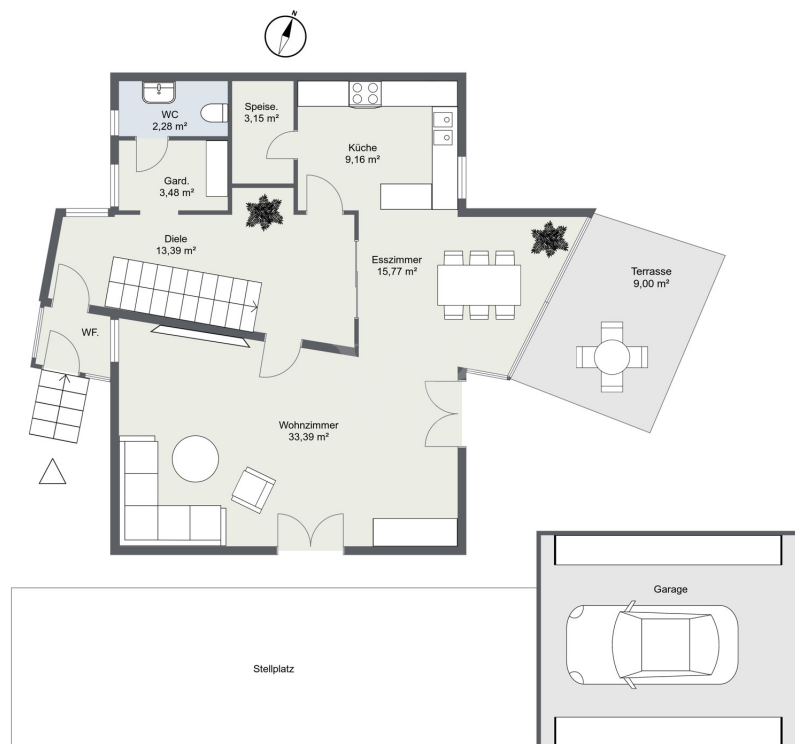 N
WC
2,28 m²
Speise.
3,15 m²
Küche
9,16 m²
Gard.
3,48 m²
Diele
13,39 m²
Esszimmer
15,77 m²
Terrasse
9,00 m²
WF.
Wohnzimmer
33,39 m²
Garage
Stellplatz